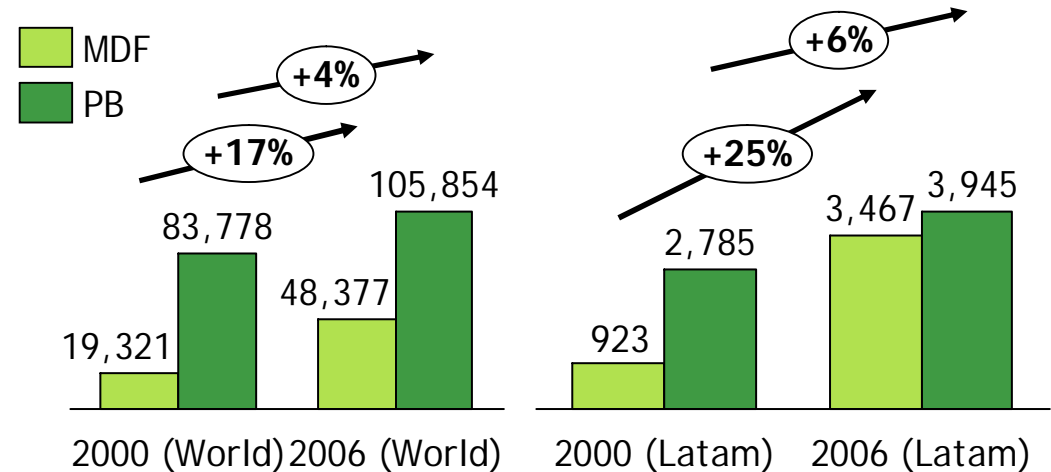 MDF
PB
+4%
+17%
19,321
83,778
48,377
105,854
2000 (World)
2006 (World)
+6%
+25%
923
2,785
3,467
3,945
2000 (Latam)
2006 (Latam)